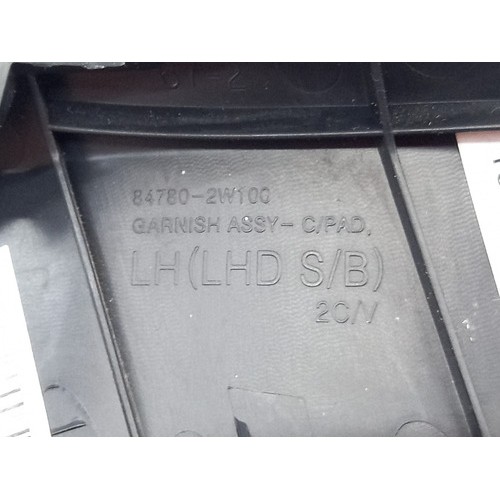 84780-2W100
GARNISH ASSY- C/PAD,
LH(LHD S/B)
2C/V